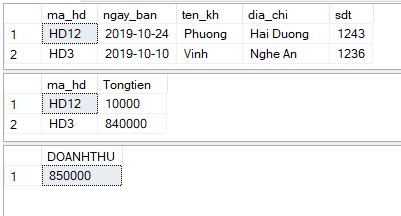 ma_hd ngay_ban ten_kh dia_chi sdt
1 HD12 2019-10-24 Phuong Hai Duong 1243
2 HD3 2019-10-10 Vinh Nghe An 1236
ma_hd Tongtien
1 HD12 10000
2 HD3 840000
DOANHTHU
1 850000